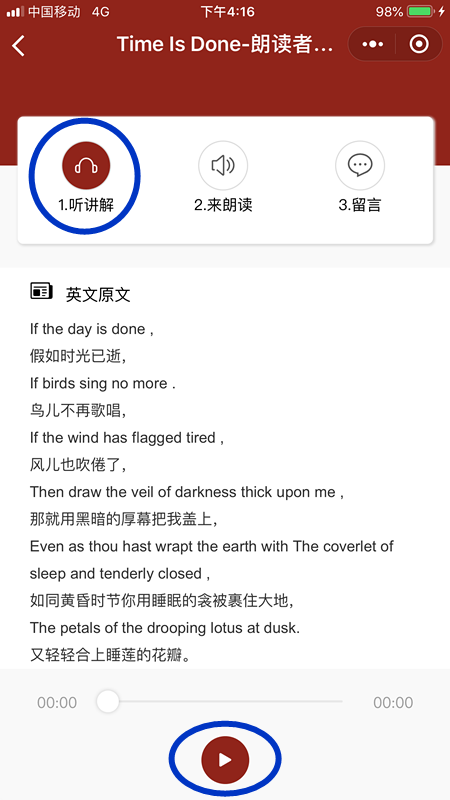 中国移动 4G 下午4:16 98%
Time Is Done-朗读者...
1.听讲解 2.来朗读 3.留言
英文原文
If the day is done ,
假如时光已逝,
If birds sing no more .
鸟儿不再歌唱,
If the wind has flagged tired ,
风儿也吹倦了,
Then draw the veil of darkness thick upon me ,
那就用黑暗的厚幕把我盖上,
Even as thou hast wrapt the earth with The coverlet of
sleep and tenderly closed ,
如同黄昏时节你用睡眠的衾被裹住大地,
The petals of the drooping lotus at dusk.
又轻轻合上睡莲的花瓣。
00:00 00:00